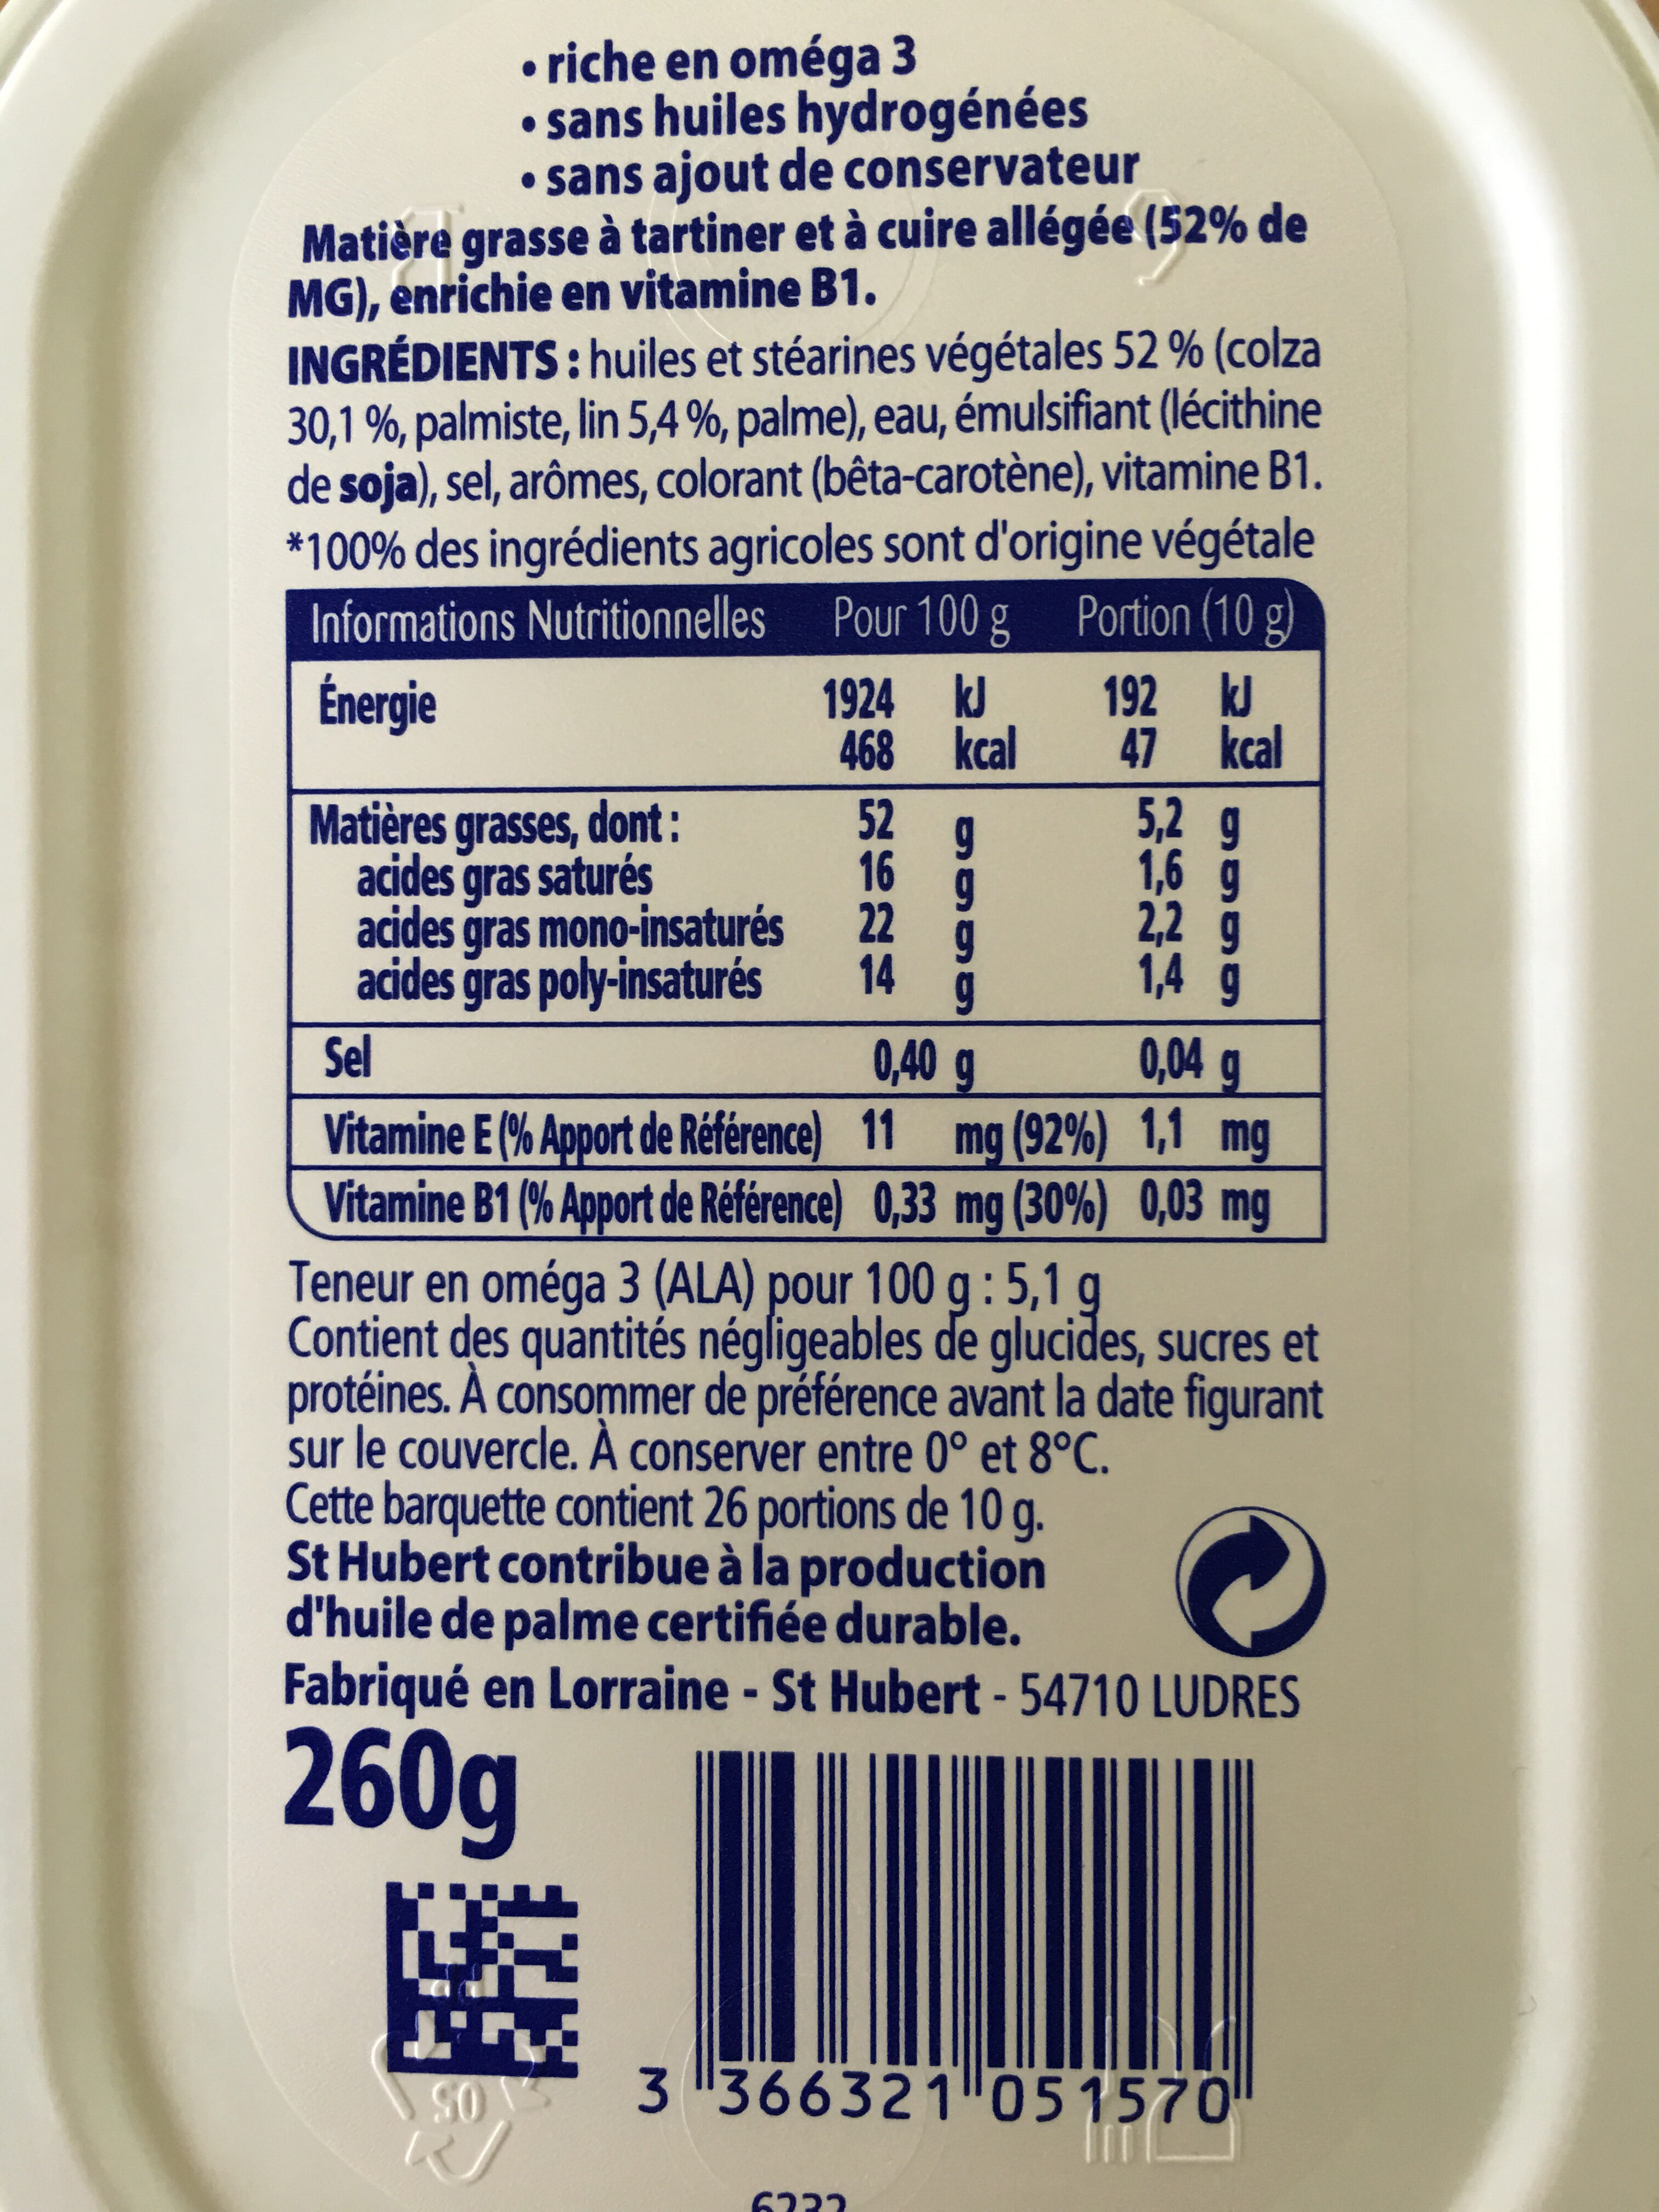 • riche en oméga 3
• sans huiles hydrogénées
• sans ajout de conservateur
Matière grasse à tartiner et à cuire allégée (52% de
MG), enrichie en vitamine B1.
INGRÉDIENTS : huiles et stéarines végétales 52 % (colza
30,1 %, palmiste, lin 5,4 %, palme), eau, émulsifiant (lécithine
de soja), sel, arômes, colorant (bêta-carotène), vitamine B1.
*100% des ingrédients agricoles sont d'origine végétale
Informations Nutritionnelles Pour 100 g Portion (10 g)
Énergie 1924 kJ 192 kJ
468 kcal 47 kcal
Matières grasses, dont : 52 g 5,2 g
acides gras saturés 16 g 1,6 g
acides gras mono-insaturés 22 g 2,2 g
acides gras poly-insaturés 14 g 1,4 g
Sel 0,40 g 0,04 g
Vitamine E (% Apport de Référence) 11 mg (92%) 1,1 mg
Vitamine B1 (% Apport de Référence) 0,33 mg (30%) 0,03 mg
Teneur en oméga 3 (ALA) pour 100 g : 5,1 g
Contient des quantités négligeables de glucides, sucres et
protéines. À consommer de préférence avant la date figurant
sur le couvercle. À conserver entre 0° et 8°C.
Cette barquette contient 26 portions de 10 g.
St Hubert contribue à la production
d'huile de palme certifiée durable.
Fabriqué en Lorraine - St Hubert - 54710 LUDRES
260g
3 366321 051570